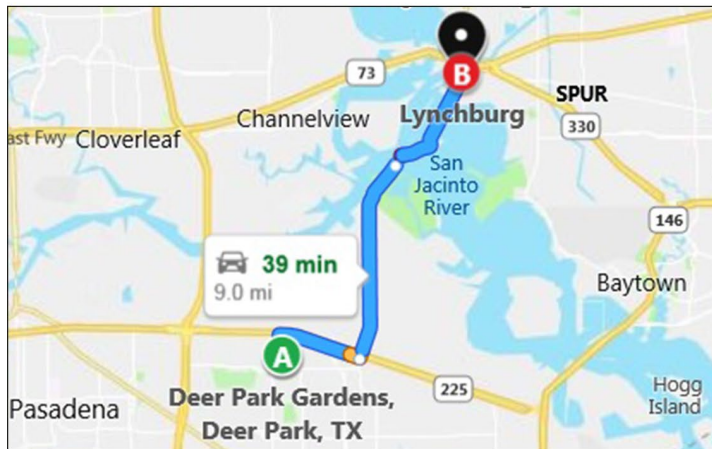 73
B
SPUR
Channelview
Lynchburg
330
ast Fwy
Cloverleaf
San
Jacinto
River
146
39 min
9.0 mi
Baytown
A
225
Deer Park Gardens,
Deer Park, TX
Hogg
Island
Pasadena